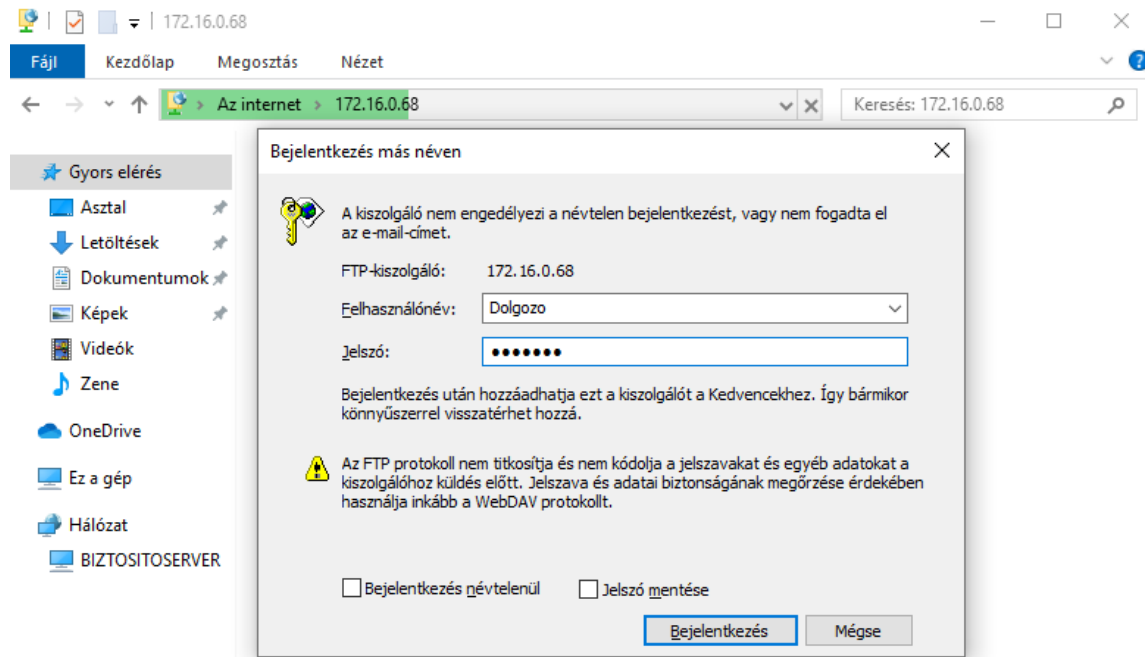 172.16.0.68
Fájl Kezdőlap Megosztás Nézet
Az internet 172.16.0.68 Keresés: 172.16.0.68
Gyors elérés
Asztal
Letöltések
Dokumentumok
Képek
Videók
Zene
OneDrive
Ez a gép
Hálózat
BIZTOSITOSERVER
Bejelentkezés más néven
A kiszolgáló nem engedélyezi a névtelen bejelentkezést, vagy nem fogadta el
az e-mail-címet.
FTP-kiszolgáló: 172.16.0.68
Felhasználónév: Dolgozo
Jelszó: •••••••
Bejelentkezés után hozzáadhatja ezt a kiszolgálót a Kedvencekhez. Így bármikor
könnyűszerrel visszatérhet hozzá.
Az FTP protokoll nem titkosítja és nem kódolja a jelszavakat és egyéb adatokat a
kiszolgálóhoz küldés előtt. Jelszava és adatai biztonságának megőrzése érdekében
használja inkább a WebDAV protokollt.
Bejelentkezés névtelenül Jelszó mentése
Bejelentkezés Mégse